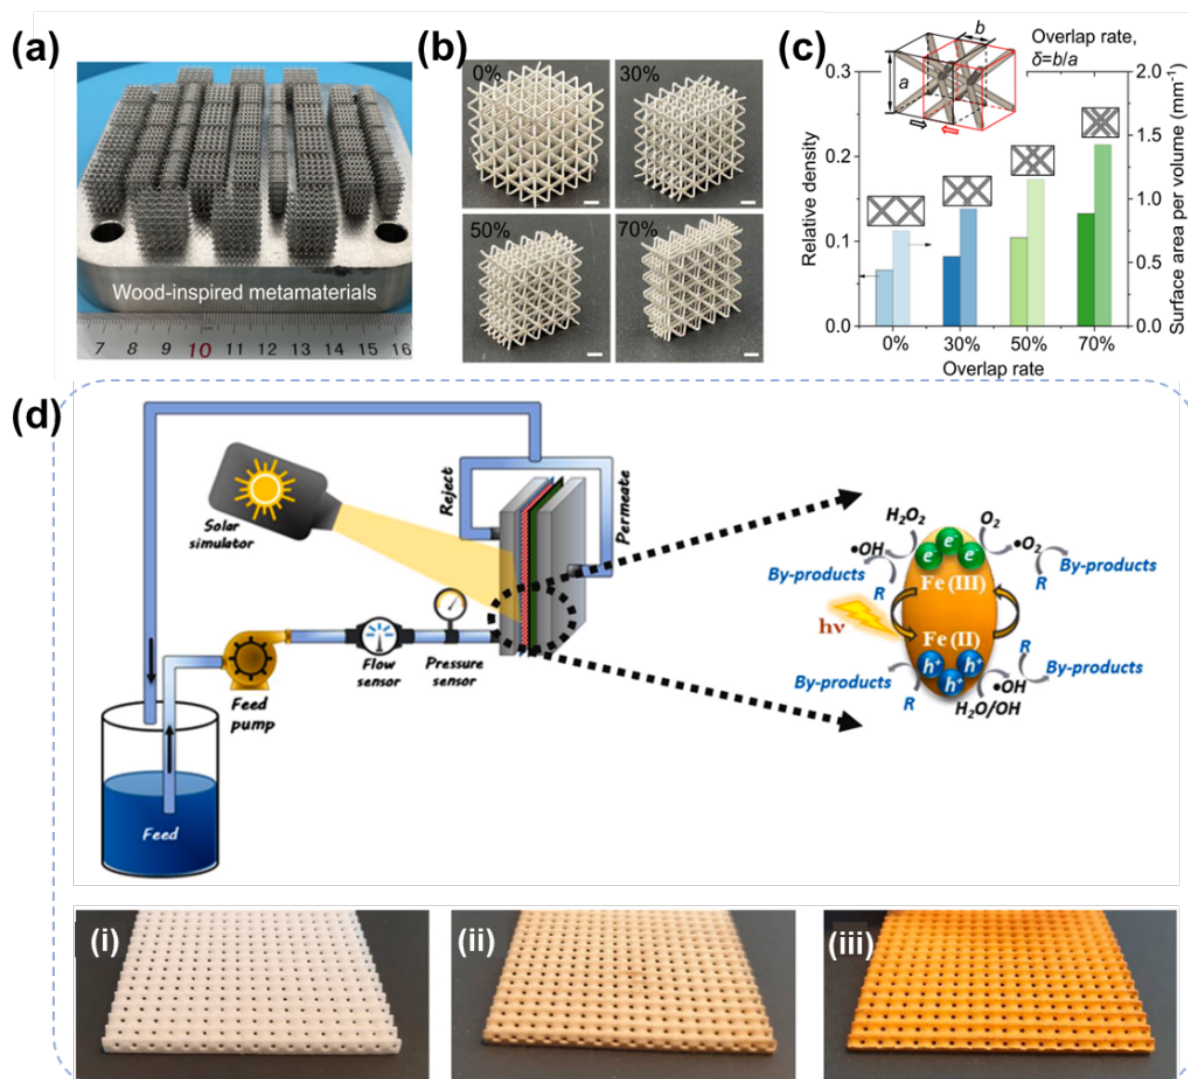 (a)
Wood-inspired metamaterials
7 8 9 10 11 12 13 14 15 16
(b)
0%
30%
50%
70%
(c)
b
a
Overlap rate,
δ=b/a
Relative density
0.3
0.2
0.1
0.0
Surface area per volume (mm⁻¹)
2.0
1.5
1.0
0.5
0.0
0% 30% 50% 70%
Overlap rate
(d)
Solar
simulator
Reject
Permeate
Flow
sensor
Pressure
sensor
Feed
pump
Feed
H₂O₂
O₂
•OH
e⁻ e⁻ e⁻
•O₂
By-products
R
Fe (III)
R
By-products
hν
Fe (II)
By-products
R
h⁺ h⁺ h⁺
•OH
H₂O/OH
R
By-products
(i)
(ii)
(iii)